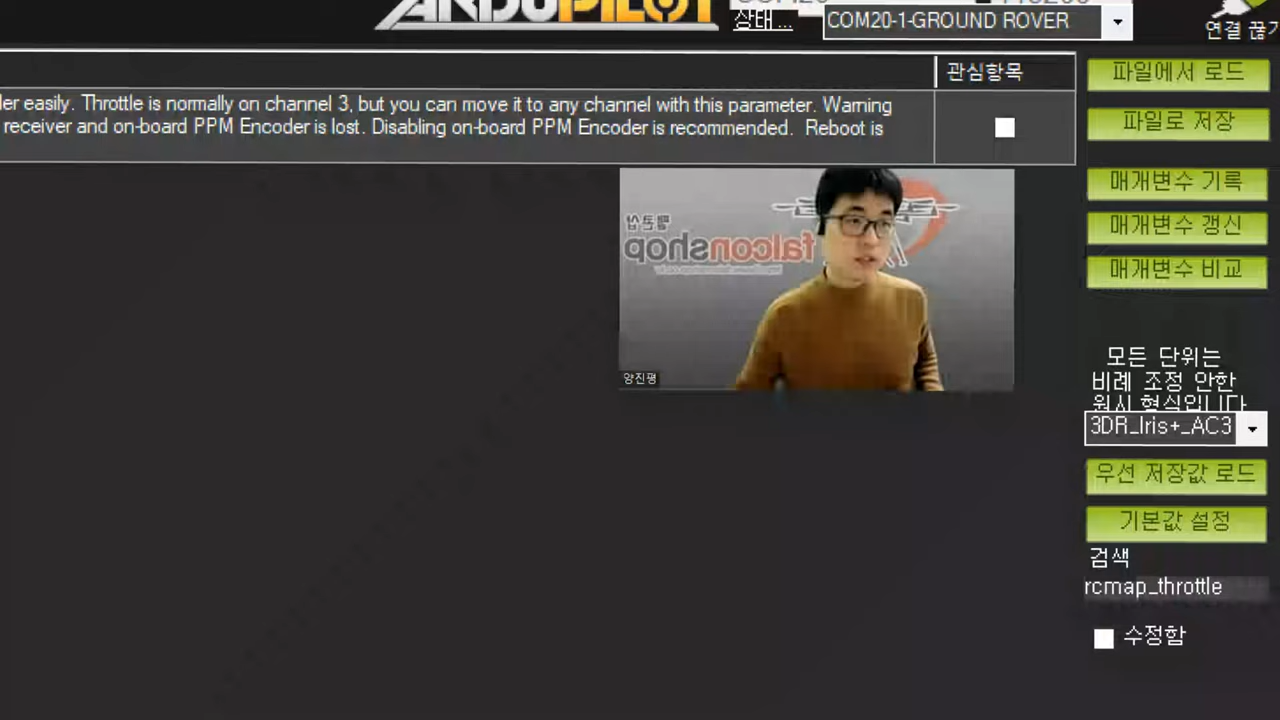 ARDUPILOT
상태...
COM20-1-GROUND ROVER
연결 끊기
관심항목
ler easily. Throttle is normally on channel 3, but you can move it to any channel with this parameter. Warning
receiver and on-board PPM Encoder is lost. Disabling on-board PPM Encoder is recommended. Reboot is
파일에서 로드
파일로 저장
매개변수 기록
매개변수 갱신
매개변수 비교
팰콘샵
falconshop
양진평
모든 단위는
비례 조정 안한
원시 형식입니다
3DR_Iris+_AC3
우선 저장값 로드
기본값 설정
검색
rcmap_throttle
수정함